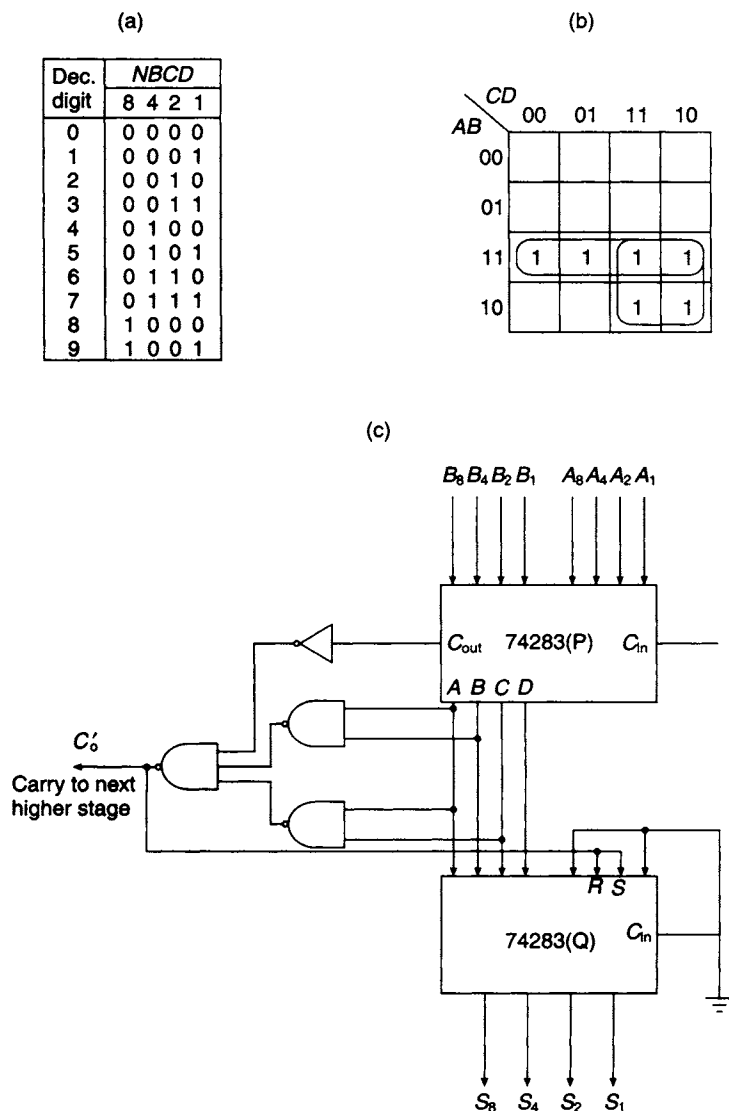 (a)
Dec. digit NBCD
8 4 2 1
0 0 0 0 0
1 0 0 0 1
2 0 0 1 0
3 0 0 1 1
4 0 1 0 0
5 0 1 0 1
6 0 1 1 0
7 0 1 1 1
8 1 0 0 0
9 1 0 0 1
(b)
CD
AB 00 01 11 10
00
01
11 1 1 1 1
10 1 1
(c)
B₈ B₄ B₂ B₁ A₈ A₄ A₂ A₁
Cout 74283(P) Cin
A B C D
C′o
Carry to next
higher stage
R S
74283(Q) Cin
S₈ S₄ S₂ S₁